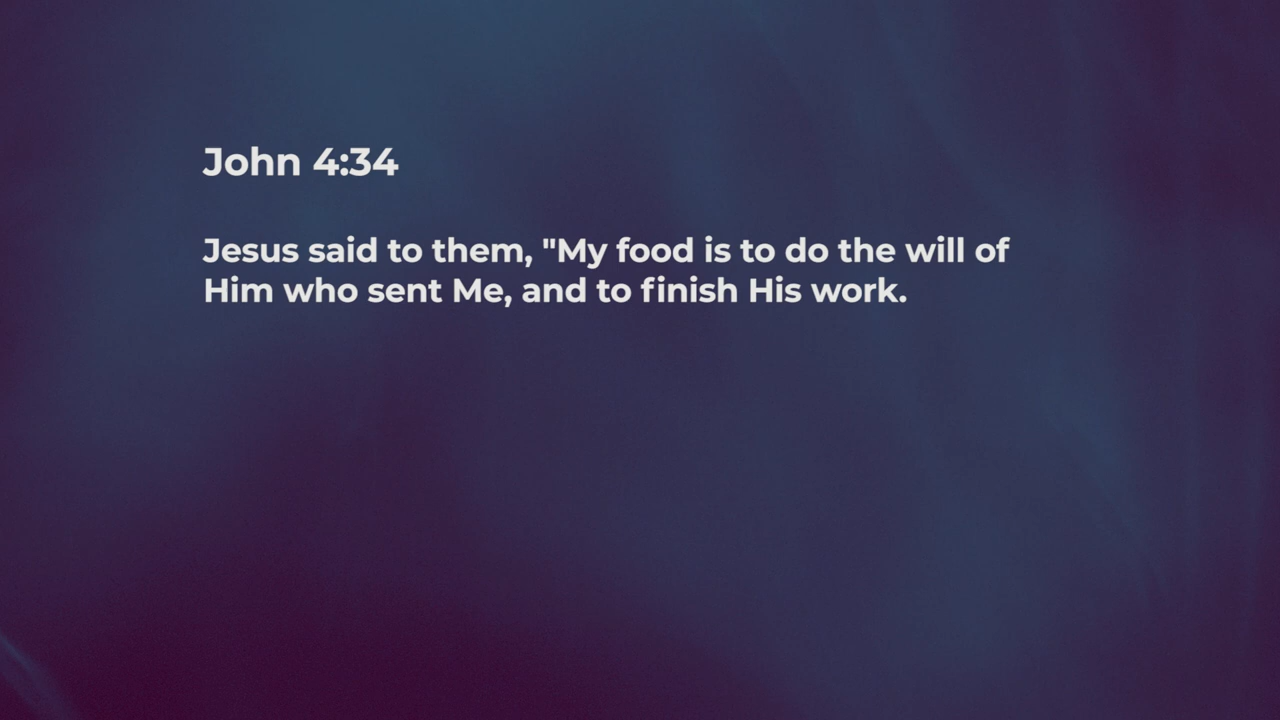 John 4:34
Jesus said to them, "My food is to do the will of
Him who sent Me, and to finish His work.